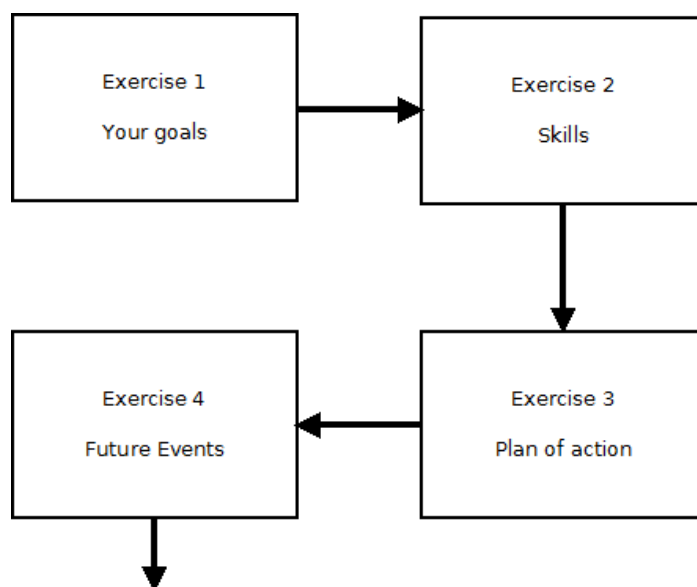 Exercise 1
Your goals
Exercise 2
Skills
Exercise 3
Plan of action
Exercise 4
Future Events